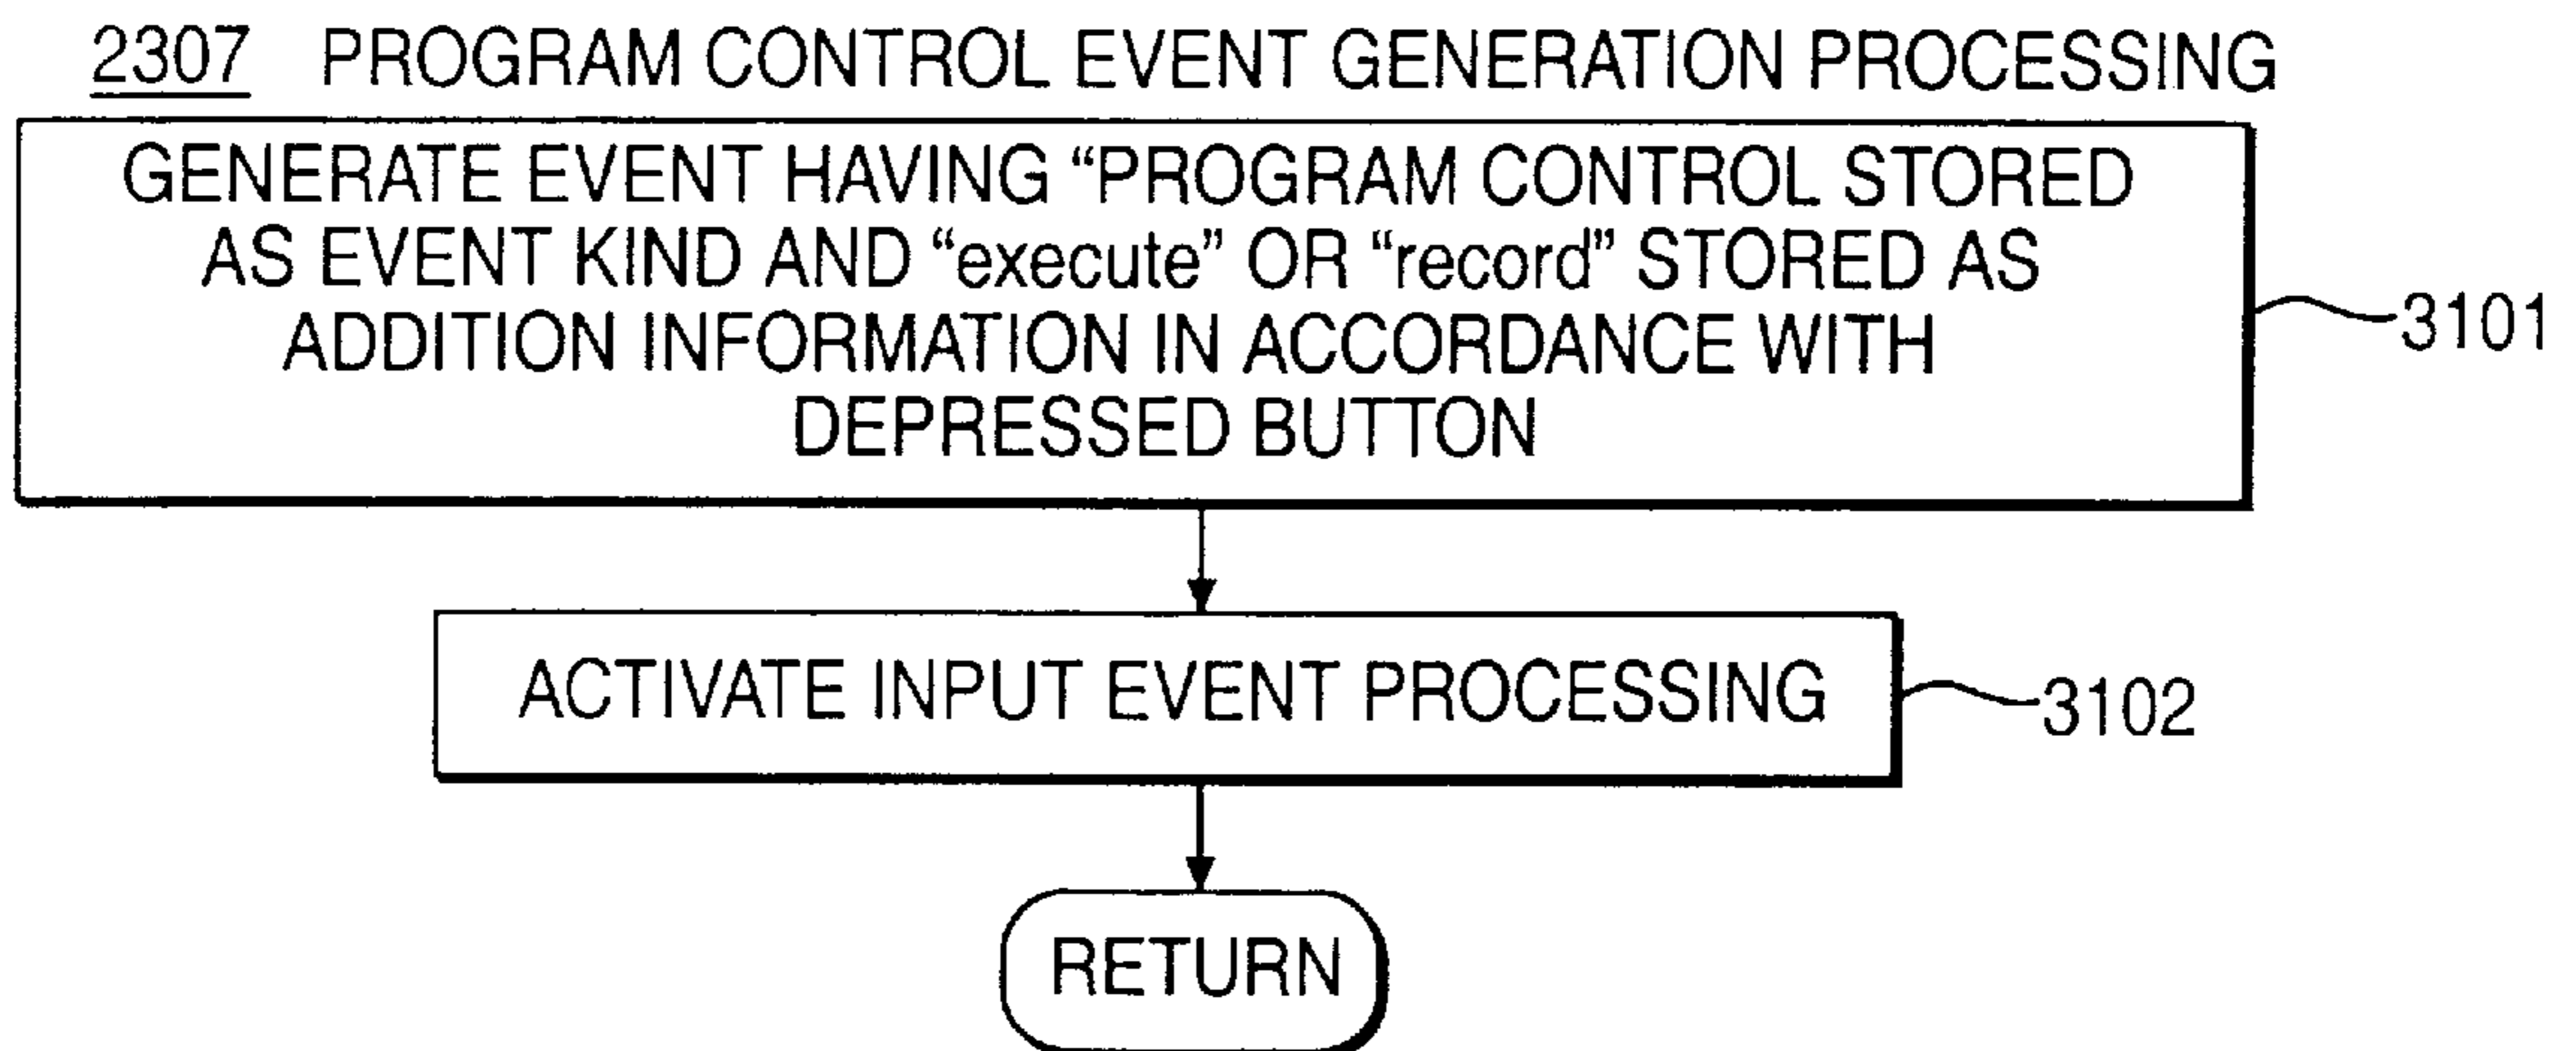 2307 PROGRAM CONTROL EVENT GENERATION PROCESSING
GENERATE EVENT HAVING “PROGRAM CONTROL STORED
AS EVENT KIND AND “execute” OR “record” STORED AS
ADDITION INFORMATION IN ACCORDANCE WITH
DEPRESSED BUTTON
3101
ACTIVATE INPUT EVENT PROCESSING
3102
RETURN